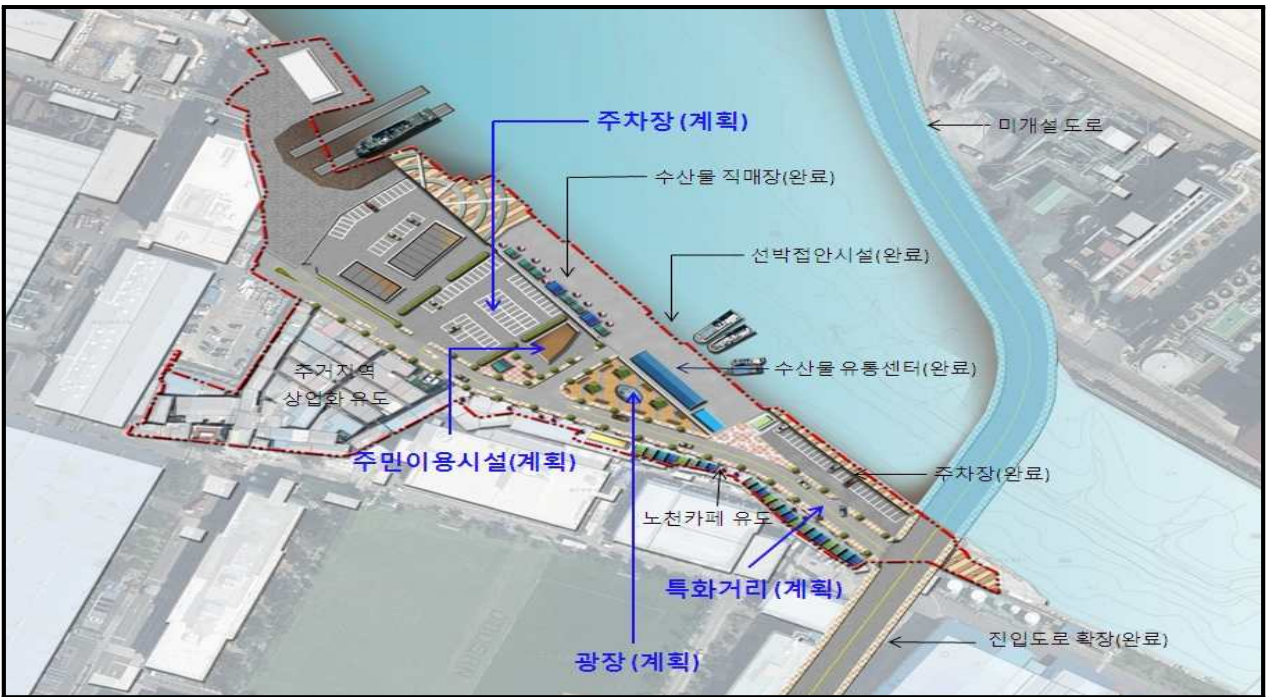 주차장(계획)
미개설 도로
수산물 직매장(완료)
선박접안시설(완료)
수산물 유통센터(완료)
주거지역
상업화 유도
주민이용시설(계획)
주차장(완료)
노천카페 유도
특화거리(계획)
진입도로 확장(완료)
광장(계획)